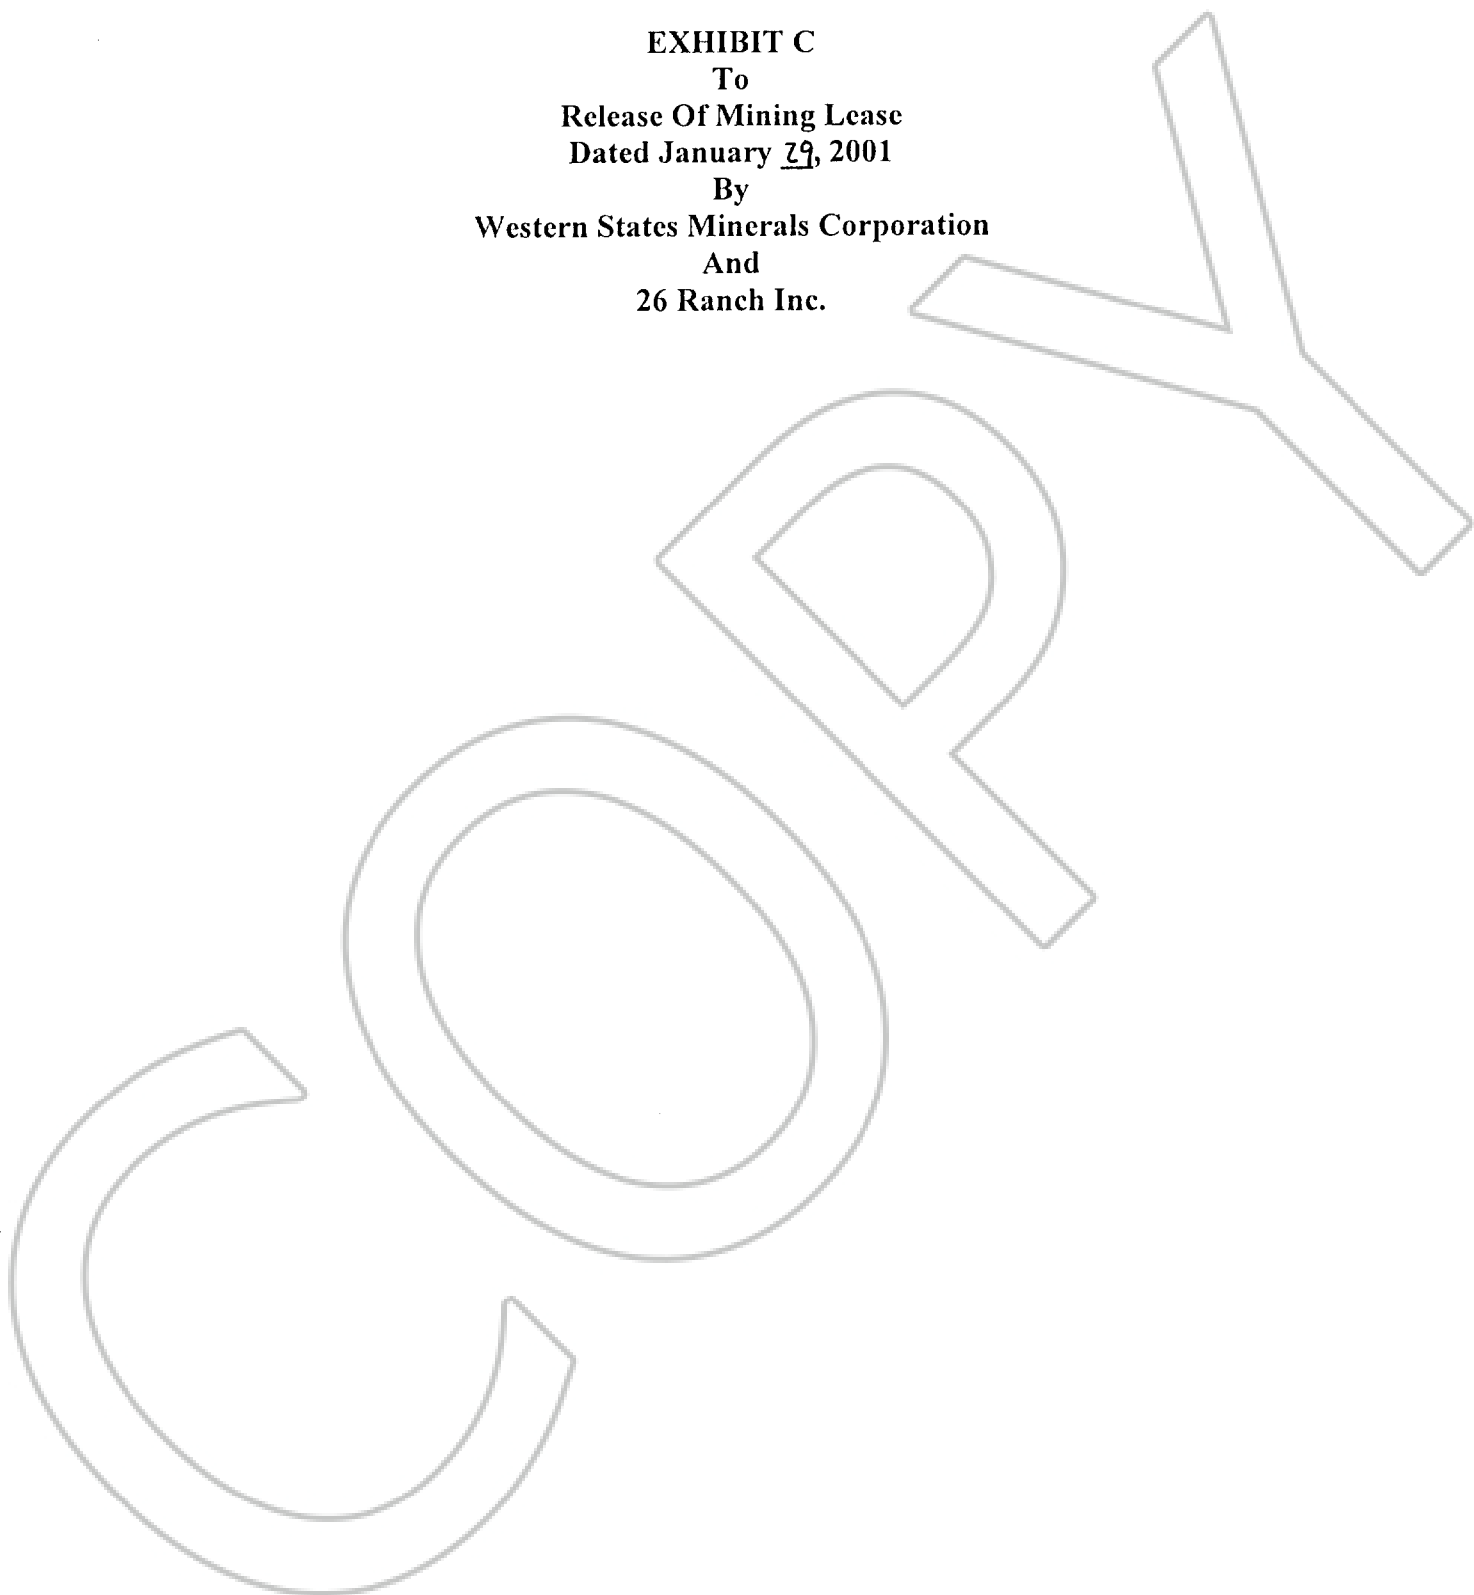 EXHIBIT C
To
Release Of Mining Lease
Dated January 29, 2001
By
Western States Minerals Corporation
And
26 Ranch Inc.
COPY